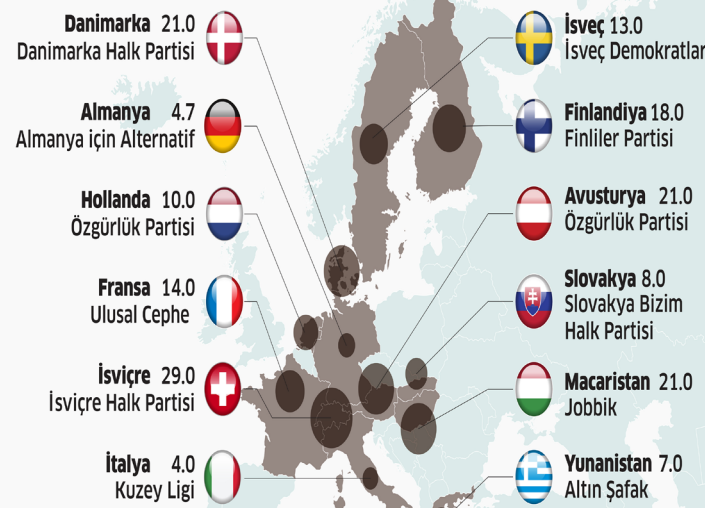 Danimarka 21.0
Danimarka Halk Partisi
Almanya 4.7
Almanya için Alternatif
Hollanda 10.0
Özgürlük Partisi
Fransa 14.0
Ulusal Cephe
İsviçre 29.0
İsviçre Halk Partisi
İtalya 4.0
Kuzey Ligi
İsveç 13.0
İsveç Demokratlar
Finlandiya 18.0
Finliler Partisi
Avusturya 21.0
Özgürlük Partisi
Slovakya 8.0
Slovakya Bizim
Halk Partisi
Macaristan 21.0
Jobbik
Yunanistan 7.0
Altın Şafak